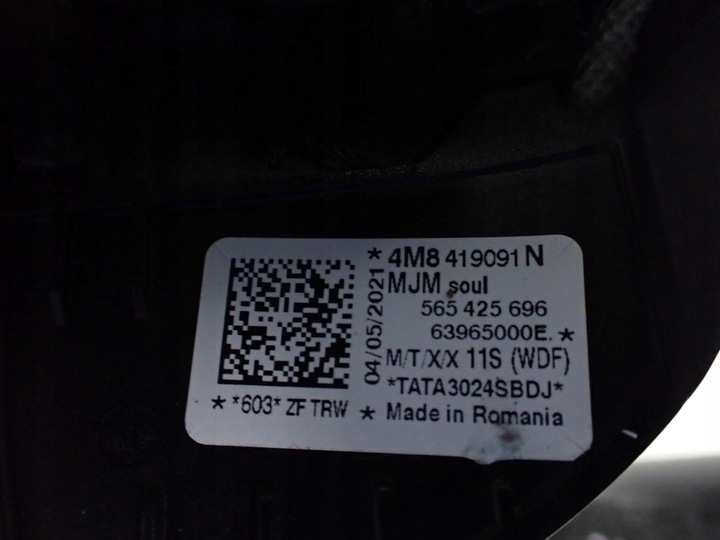 *4M8 419091 N
MJM soul
565 425 696
63965000E. *
M/T/X/X 11S (WDF)
*TATA3024SBDJ*
* Made in Romania
04/05/2021
* *603* ZF TRW